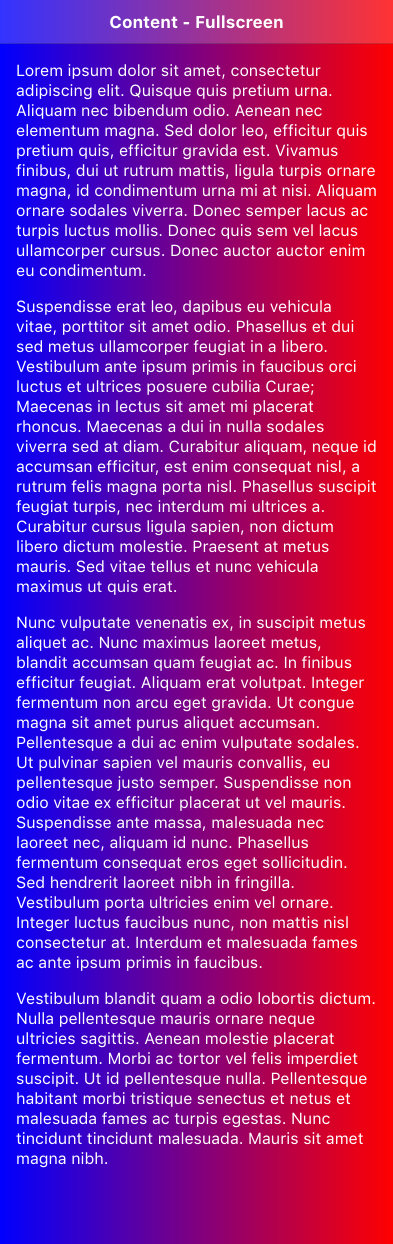 Content - Fullscreen
Lorem ipsum dolor sit amet, consectetur
adipiscing elit. Quisque quis pretium urna.
Aliquam nec bibendum odio. Aenean nec
elementum magna. Sed dolor leo, efficitur quis
pretium quis, efficitur gravida est. Vivamus
finibus, dui ut rutrum mattis, ligula turpis ornare
magna, id condimentum urna mi at nisi. Aliquam
ornare sodales viverra. Donec semper lacus ac
turpis luctus mollis. Donec quis sem vel lacus
ullamcorper cursus. Donec auctor auctor enim
eu condimentum.
Suspendisse erat leo, dapibus eu vehicula
vitae, porttitor sit amet odio. Phasellus et dui
sed metus ullamcorper feugiat in a libero.
Vestibulum ante ipsum primis in faucibus orci
luctus et ultrices posuere cubilia Curae;
Maecenas in lectus sit amet mi placerat
rhoncus. Maecenas a dui in nulla sodales
viverra sed at diam. Curabitur aliquam, neque id
accumsan efficitur, est enim consequat nisl, a
rutrum felis magna porta nisl. Phasellus suscipit
feugiat turpis, nec interdum mi ultrices a.
Curabitur cursus ligula sapien, non dictum
libero dictum molestie. Praesent at metus
mauris. Sed vitae tellus et nunc vehicula
maximus ut quis erat.
Nunc vulputate venenatis ex, in suscipit metus
aliquet ac. Nunc maximus laoreet metus,
blandit accumsan quam feugiat ac. In finibus
efficitur feugiat. Aliquam erat volutpat. Integer
fermentum non arcu eget gravida. Ut congue
magna sit amet purus aliquet accumsan.
Pellentesque a dui ac enim vulputate sodales.
Ut pulvinar sapien vel mauris convallis, eu
pellentesque justo semper. Suspendisse non
odio vitae ex efficitur placerat ut vel mauris.
Suspendisse ante massa, malesuada nec
laoreet nec, aliquam id nunc. Phasellus
fermentum consequat eros eget sollicitudin.
Sed hendrerit laoreet nibh in fringilla.
Vestibulum porta ultricies enim vel ornare.
Integer luctus faucibus nunc, non mattis nisl
consectetur at. Interdum et malesuada fames
ac ante ipsum primis in faucibus.
Vestibulum blandit quam a odio lobortis dictum.
Nulla pellentesque mauris ornare neque
ultricies sagittis. Aenean molestie placerat
fermentum. Morbi ac tortor vel felis imperdiet
suscipit. Ut id pellentesque nulla. Pellentesque
habitant morbi tristique senectus et netus et
malesuada fames ac turpis egestas. Nunc
tincidunt tincidunt malesuada. Mauris sit amet
magna nibh.